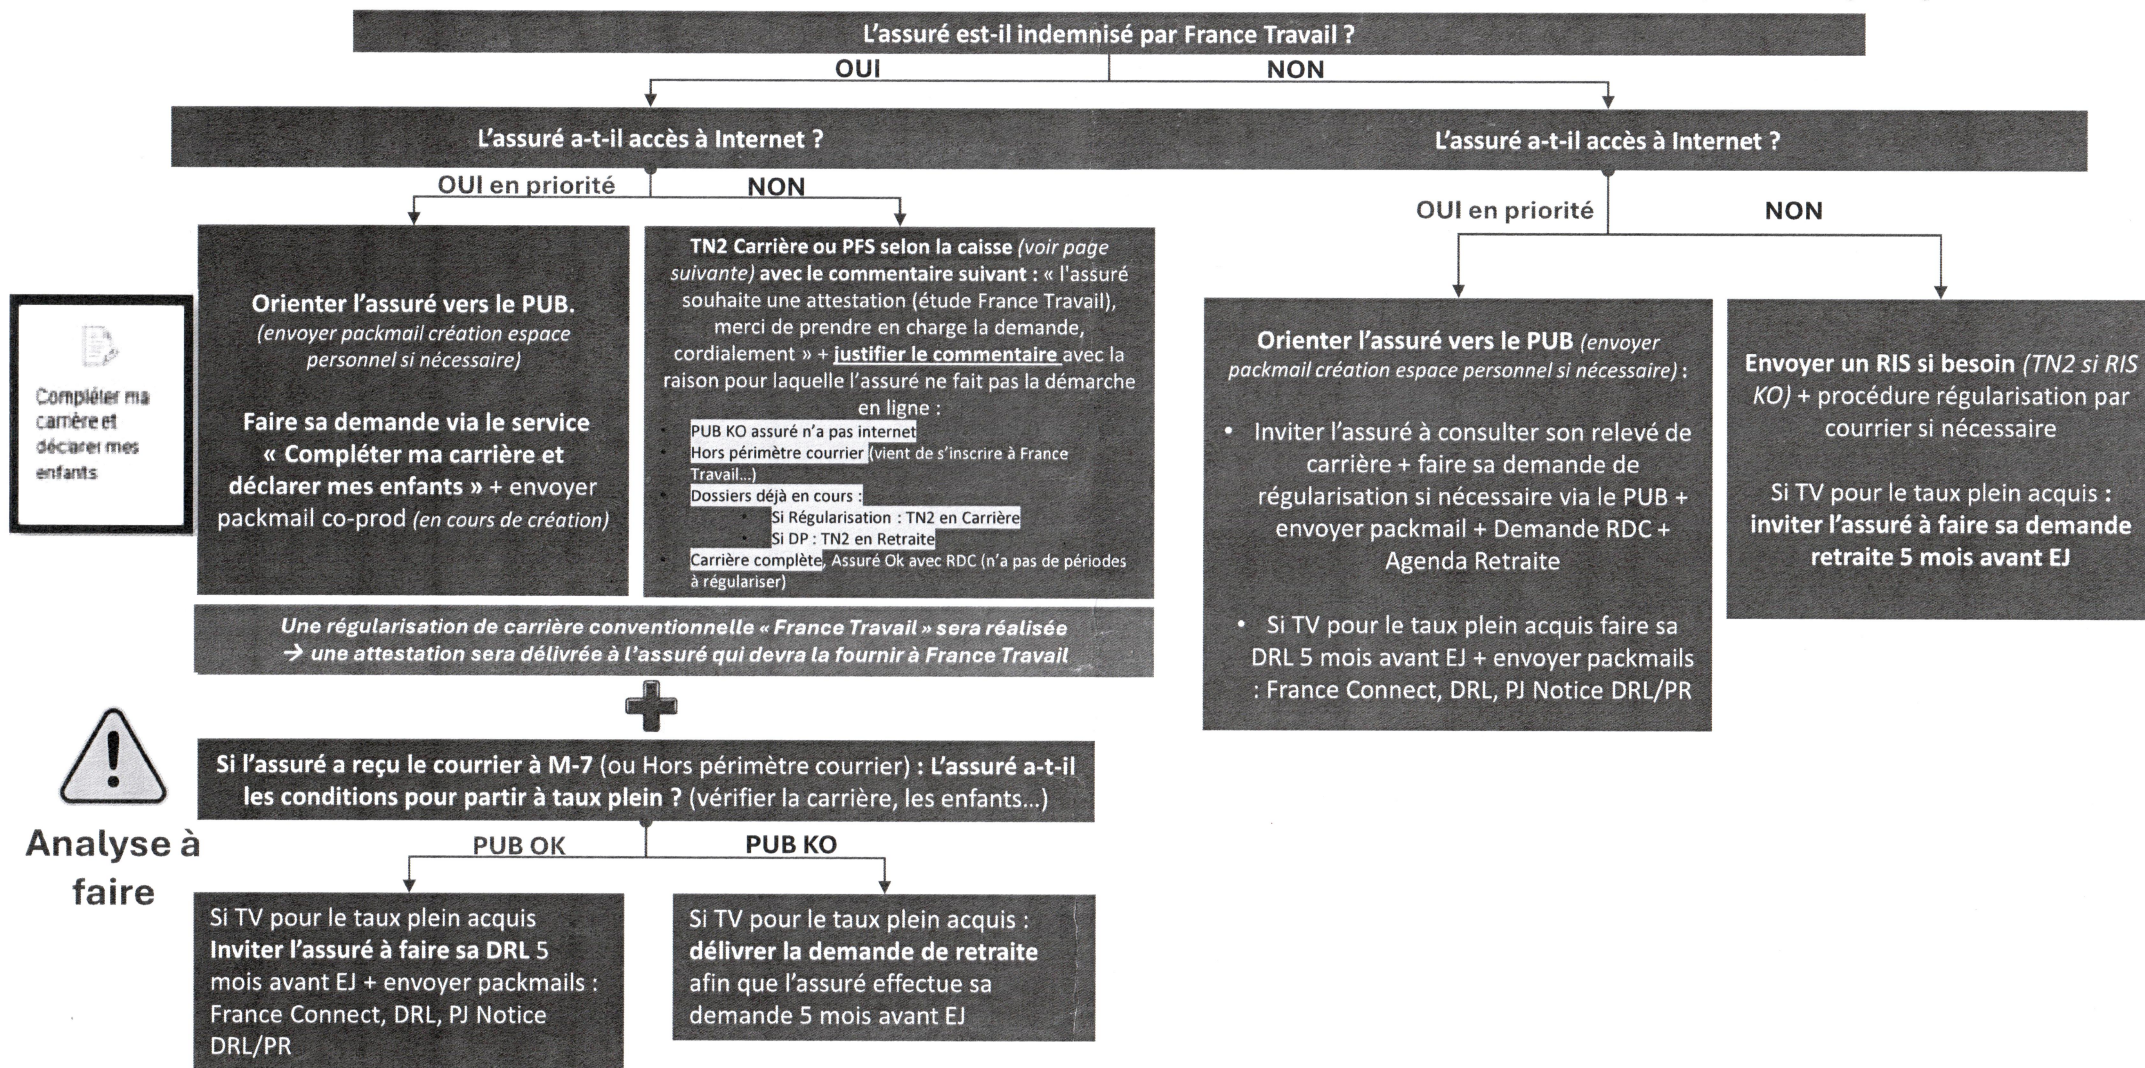 L'assuré est-il indemnisé par France Travail ?
OUI
NON
L'assuré a-t-il accès à Internet ?
L'assuré a-t-il accès à Internet ?
OUI en priorité
NON
OUI en priorité
NON
Compléter ma
carrière et
déclarer mes
enfants
Orienter l'assuré vers le PUB.
(envoyer packmail création espace
personnel si nécessaire)
Faire sa demande via le service
« Compléter ma carrière et
déclarer mes enfants » + envoyer
packmail co-prod (en cours de création)
TN2 Carrière ou PFS selon la caisse (voir page
suivante) avec le commentaire suivant : « l'assuré
souhaite une attestation (étude France Travail),
merci de prendre en charge la demande,
cordialement » + justifier le commentaire avec la
raison pour laquelle l'assuré ne fait pas la démarche
en ligne :
• PUB KO assuré n'a pas internet
• Hors périmètre courrier (vient de s'inscrire à France
Travail...)
• Dossiers déjà en cours :
• Si Régularisation : TN2 en Carrière
• Si DP : TN2 en Retraite
• Carrière complète, Assuré Ok avec RDC (n'a pas de périodes
à régulariser)
Orienter l'assuré vers le PUB (envoyer
packmail création espace personnel si nécessaire) :
• Inviter l'assuré à consulter son relevé de
carrière + faire sa demande de
régularisation si nécessaire via le PUB +
envoyer packmail + Demande RDC +
Agenda Retraite
• Si TV pour le taux plein acquis faire sa
DRL 5 mois avant EJ + envoyer packmails
: France Connect, DRL, PJ Notice DRL/PR
Envoyer un RIS si besoin (TN2 si RIS
KO) + procédure régularisation par
courrier si nécessaire
Si TV pour le taux plein acquis :
inviter l'assuré à faire sa demande
retraite 5 mois avant EJ
Une régularisation de carrière conventionnelle « France Travail » sera réalisée
→ une attestation sera délivrée à l'assuré qui devra la fournir à France Travail
Analyse à
faire
Si l'assuré a reçu le courrier à M-7 (ou Hors périmètre courrier) : L'assuré a-t-il
les conditions pour partir à taux plein ? (vérifier la carrière, les enfants...)
PUB OK
PUB KO
Si TV pour le taux plein acquis
Inviter l'assuré à faire sa DRL 5
mois avant EJ + envoyer packmails :
France Connect, DRL, PJ Notice
DRL/PR
Si TV pour le taux plein acquis :
délivrer la demande de retraite
afin que l'assuré effectue sa
demande 5 mois avant EJ